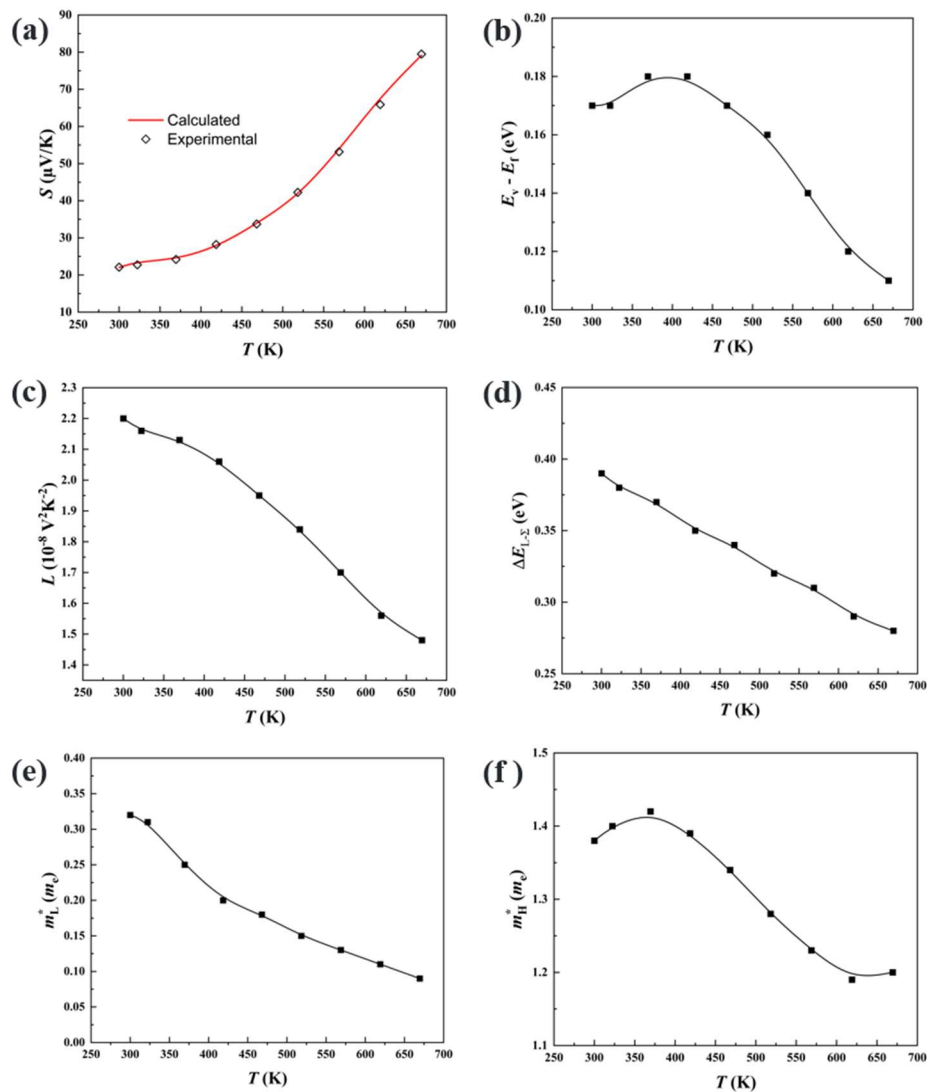 (a)
S (μV/K)
90
80
70
60
50
40
30
20
10
Calculated
Experimental
250 300 350 400 450 500 550 600 650 700
T (K)
(b)
Ev - Ef (eV)
0.20
0.18
0.16
0.14
0.12
0.10
250 300 350 400 450 500 550 600 650 700
T (K)
(c)
L (10⁻⁸ V²K⁻²)
2.3
2.2
2.1
2.0
1.9
1.8
1.7
1.6
1.5
1.4
250 300 350 400 450 500 550 600 650 700
T (K)
(d)
ΔE_L-Σ (eV)
0.45
0.40
0.35
0.30
0.25
250 300 350 400 450 500 550 600 650 700
T (K)
(e)
m*_L (m_e)
0.40
0.35
0.30
0.25
0.20
0.15
0.10
0.05
0.00
250 300 350 400 450 500 550 600 650 700
T (K)
(f )
m*_H (m_e)
1.5
1.4
1.3
1.2
1.1
250 300 350 400 450 500 550 600 650 700
T (K)